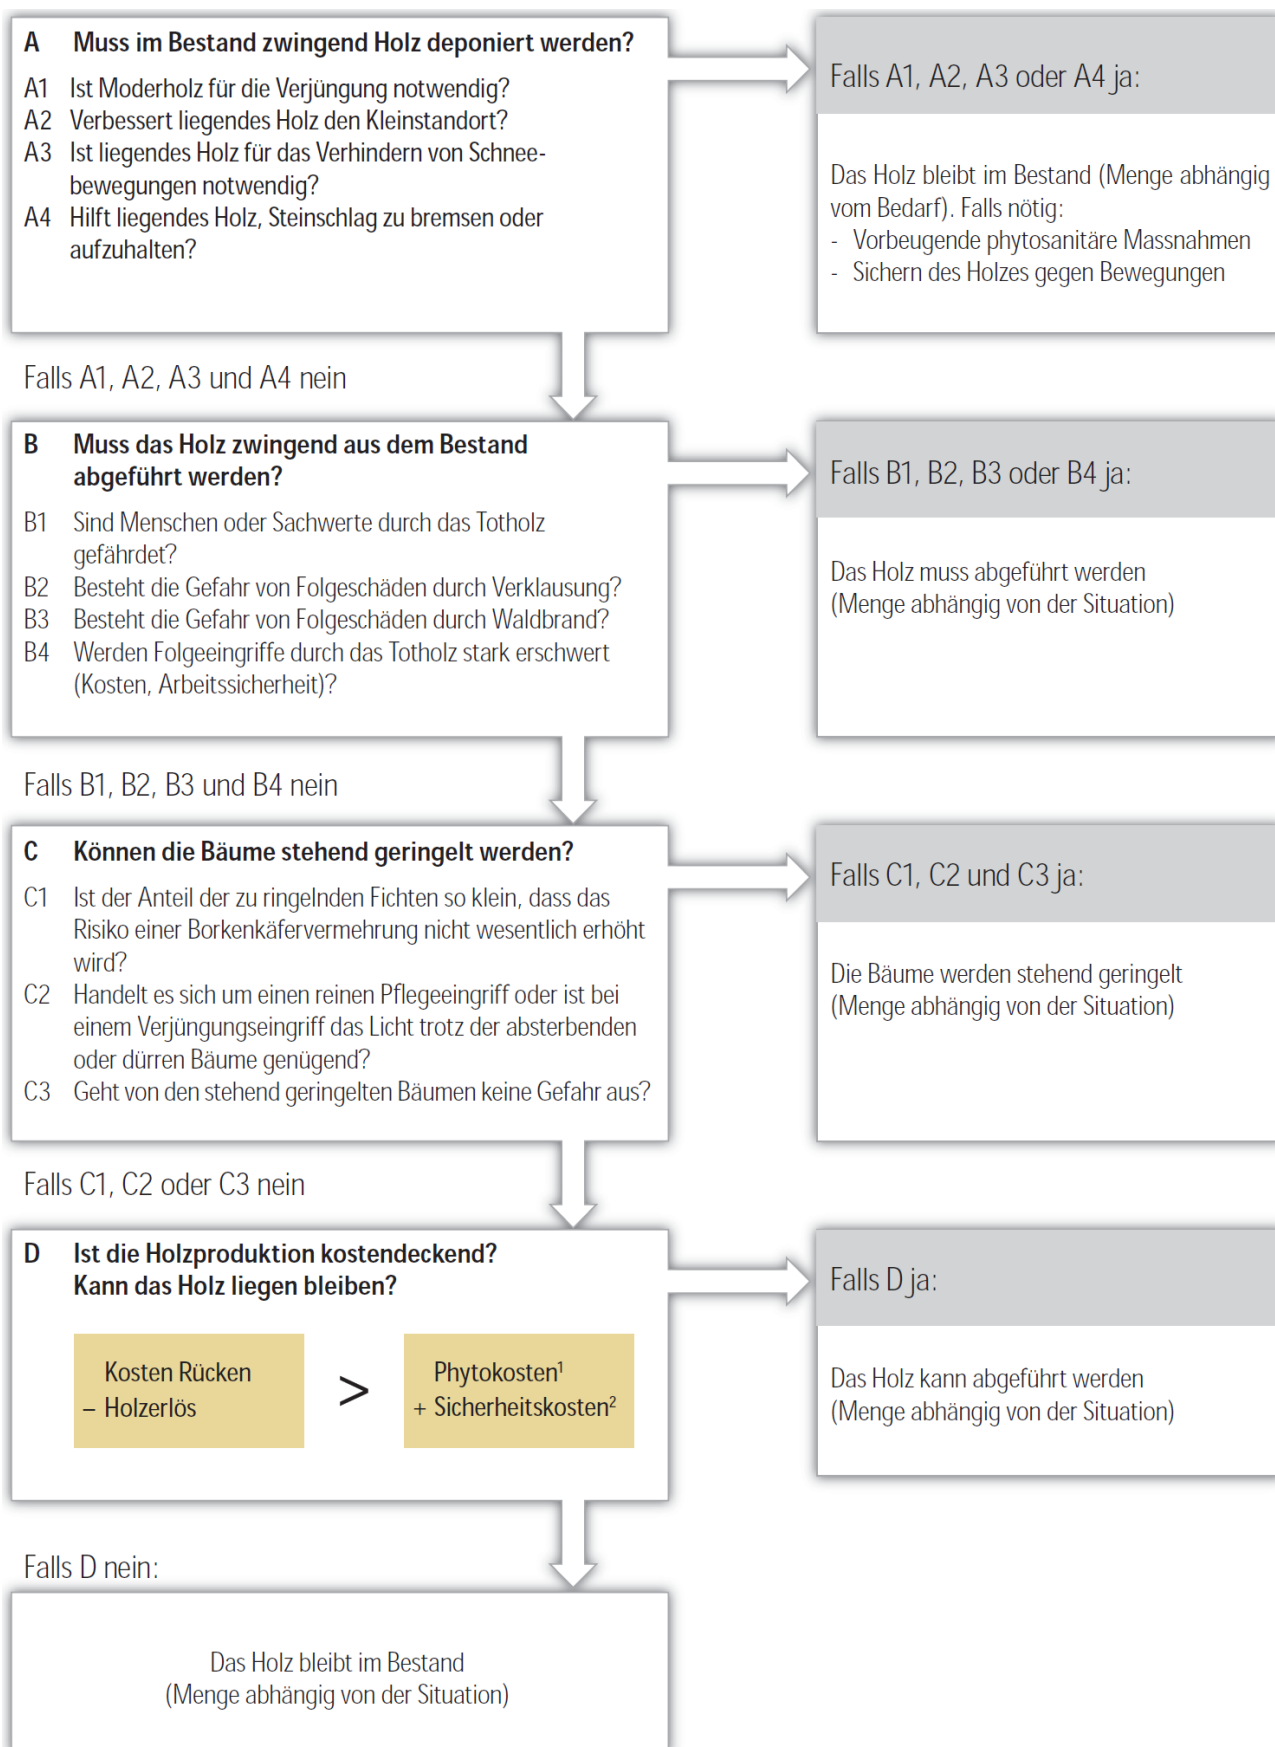 A Muss im Bestand zwingend Holz deponiert werden?
A1 Ist Moderholz für die Verjüngung notwendig?
A2 Verbessert liegendes Holz den Kleinstandort?
A3 Ist liegendes Holz für das Verhindern von Schnee-
bewegungen notwendig?
A4 Hilft liegendes Holz, Steinschlag zu bremsen oder
aufzuhalten?
Falls A1, A2, A3 oder A4 ja:
Das Holz bleibt im Bestand (Menge abhängig
vom Bedarf). Falls nötig:
- Vorbeugende phytosanitäre Massnahmen
- Sichern des Holzes gegen Bewegungen
Falls A1, A2, A3 und A4 nein
B Muss das Holz zwingend aus dem Bestand
abgeführt werden?
B1 Sind Menschen oder Sachwerte durch das Totholz
gefährdet?
B2 Besteht die Gefahr von Folgeschäden durch Verklausung?
B3 Besteht die Gefahr von Folgeschäden durch Waldbrand?
B4 Werden Folgeeingriffe durch das Totholz stark erschwert
(Kosten, Arbeitssicherheit)?
Falls B1, B2, B3 oder B4 ja:
Das Holz muss abgeführt werden
(Menge abhängig von der Situation)
Falls B1, B2, B3 und B4 nein
C Können die Bäume stehend geringelt werden?
C1 Ist der Anteil der zu ringelnden Fichten so klein, dass das
Risiko einer Borkenkäfervermehrung nicht wesentlich erhöht
wird?
C2 Handelt es sich um einen reinen Pflegeeingriff oder ist bei
einem Verjüngungseingriff das Licht trotz der absterbenden
oder dürren Bäume genügend?
C3 Geht von den stehend geringelten Bäumen keine Gefahr aus?
Falls C1, C2 und C3 ja:
Die Bäume werden stehend geringelt
(Menge abhängig von der Situation)
Falls C1, C2 oder C3 nein
D Ist die Holzproduktion kostendeckend?
Kann das Holz liegen bleiben?
Kosten Rücken
– Holzerlös
>
Phytokosten¹
+ Sicherheitskosten²
Falls D ja:
Das Holz kann abgeführt werden
(Menge abhängig von der Situation)
Falls D nein:
Das Holz bleibt im Bestand
(Menge abhängig von der Situation)